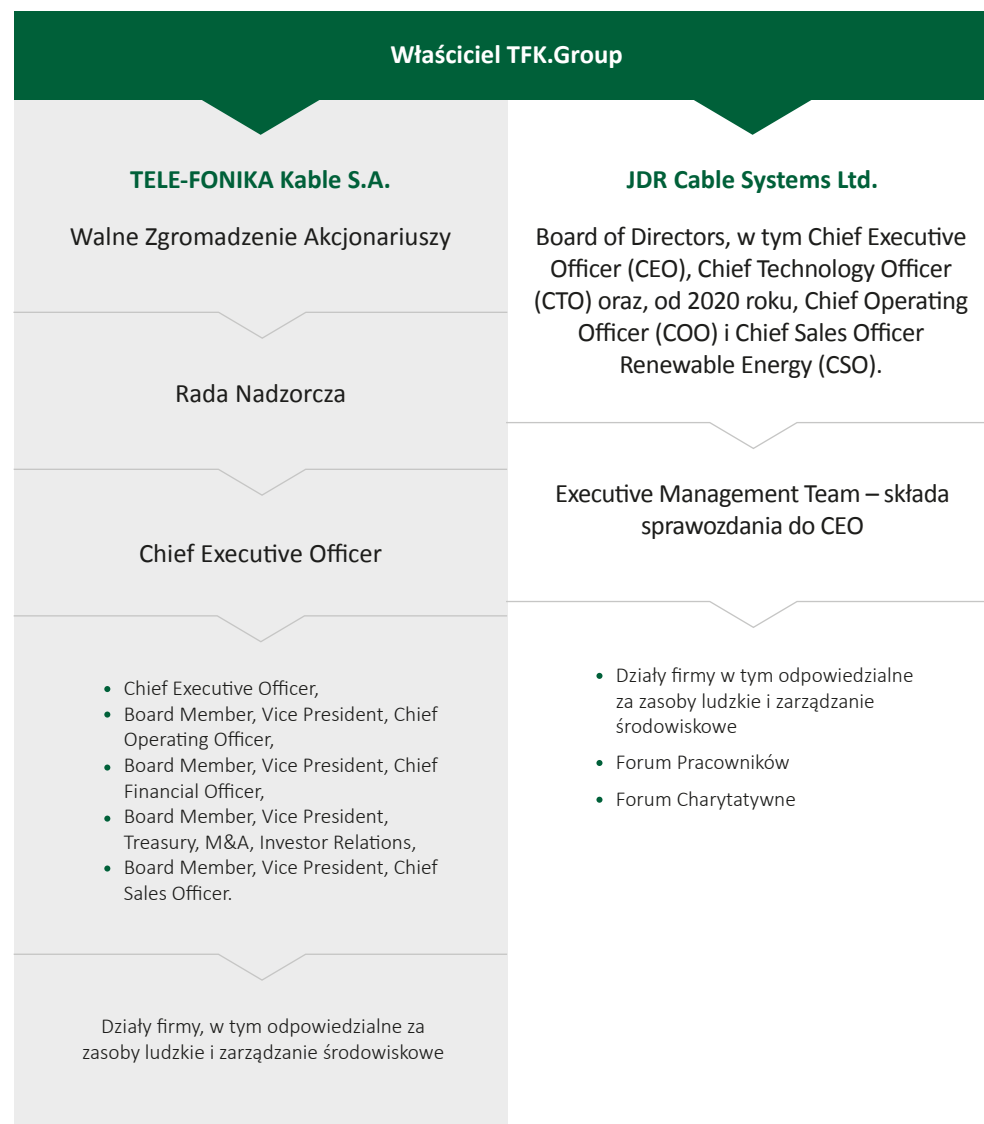 Właściciel TFK.Group
TELE-FONIKA Kable S.A.
Walne Zgromadzenie Akcjonariuszy
Rada Nadzorcza
Chief Executive Officer
• Chief Executive Officer,
• Board Member, Vice President, Chief
Operating Officer,
• Board Member, Vice President, Chief
Financial Officer,
• Board Member, Vice President,
Treasury, M&A, Investor Relations,
• Board Member, Vice President, Chief
Sales Officer.
Działy firmy, w tym odpowiedzialne za
zasoby ludzkie i zarządzanie środowiskowe
JDR Cable Systems Ltd.
Board of Directors, w tym Chief Executive
Officer (CEO), Chief Technology Officer
(CTO) oraz, od 2020 roku, Chief Operating
Officer (COO) i Chief Sales Officer
Renewable Energy (CSO).
Executive Management Team – składa
sprawozdania do CEO
• Działy firmy w tym odpowiedzialne
za zasoby ludzkie i zarządzanie
środowiskowe
• Forum Pracowników
• Forum Charytatywne